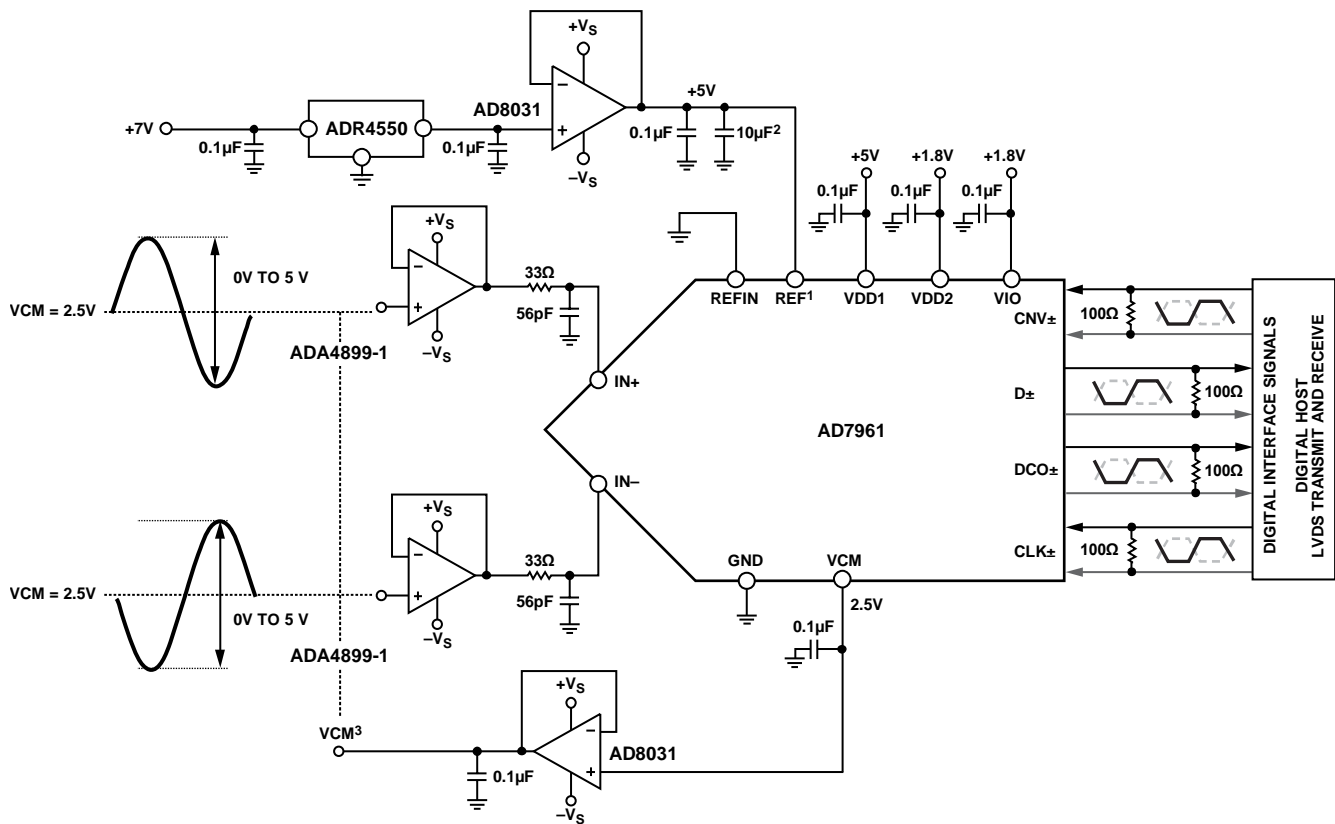 +VS
+7V
ADR4550
AD8031
+5V
0.1µF
0.1µF
0.1µF
10µF2
−VS
+5V
+1.8V
+1.8V
0.1µF
0.1µF
0.1µF
+VS
0V TO 5 V
33Ω
VCM = 2.5V
56pF
−VS
ADA4899-1
REFIN
REF1
VDD1
VDD2
VIO
CNV±
100Ω
IN+
D±
100Ω
AD7961
IN−
DCO±
100Ω
CLK±
100Ω
DIGITAL INTERFACE SIGNALS
DIGITAL HOST
LVDS TRANSMIT AND RECEIVE
+VS
33Ω
VCM = 2.5V
56pF
0V TO 5 V
−VS
ADA4899-1
GND
VCM
2.5V
0.1µF
+VS
VCM3
AD8031
0.1µF
−VS